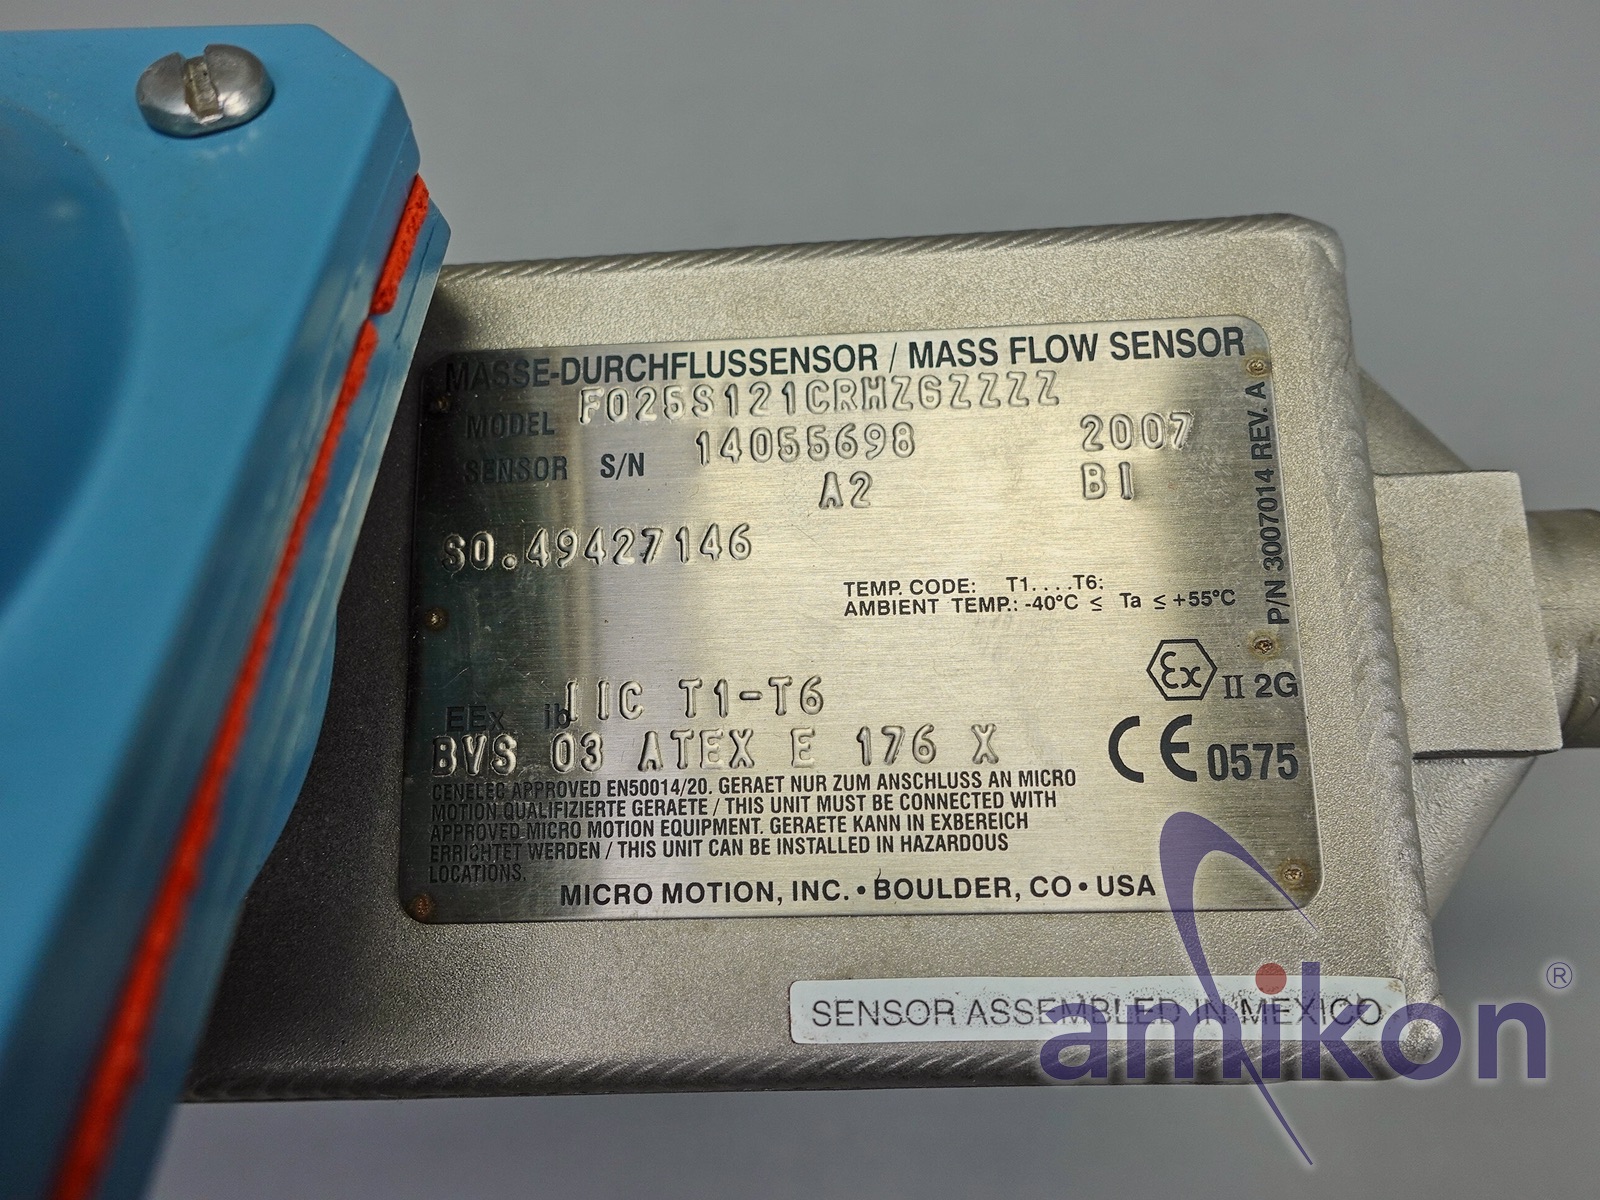 MASSE-DURCHFLUSSENSOR / MASS FLOW SENSOR
MODEL F025S121CRHZ6ZZZZ
SENSOR S/N 14055698 2007
A2 B1
SO.49427146
TEMP. CODE: T1....T6:
AMBIENT TEMP.: -40°C ≤ Ta ≤ +55°C
P/N 3007014 REV. A
Ex II 2G
EEx ib IIC T1-T6
BVS 03 ATEX E 176 X
CE 0575
CENELEC APPROVED EN50014/20. GERAET NUR ZUM ANSCHLUSS AN MICRO
MOTION QUALIFIZIERTE GERAETE / THIS UNIT MUST BE CONNECTED WITH
APPROVED MICRO MOTION EQUIPMENT. GERAETE KANN IN EXBEREICH
ERRICHTET WERDEN / THIS UNIT CAN BE INSTALLED IN HAZARDOUS
LOCATIONS.
MICRO MOTION, INC. • BOULDER, CO • USA
SENSOR ASSEMBLED IN MEXICO
amikon®